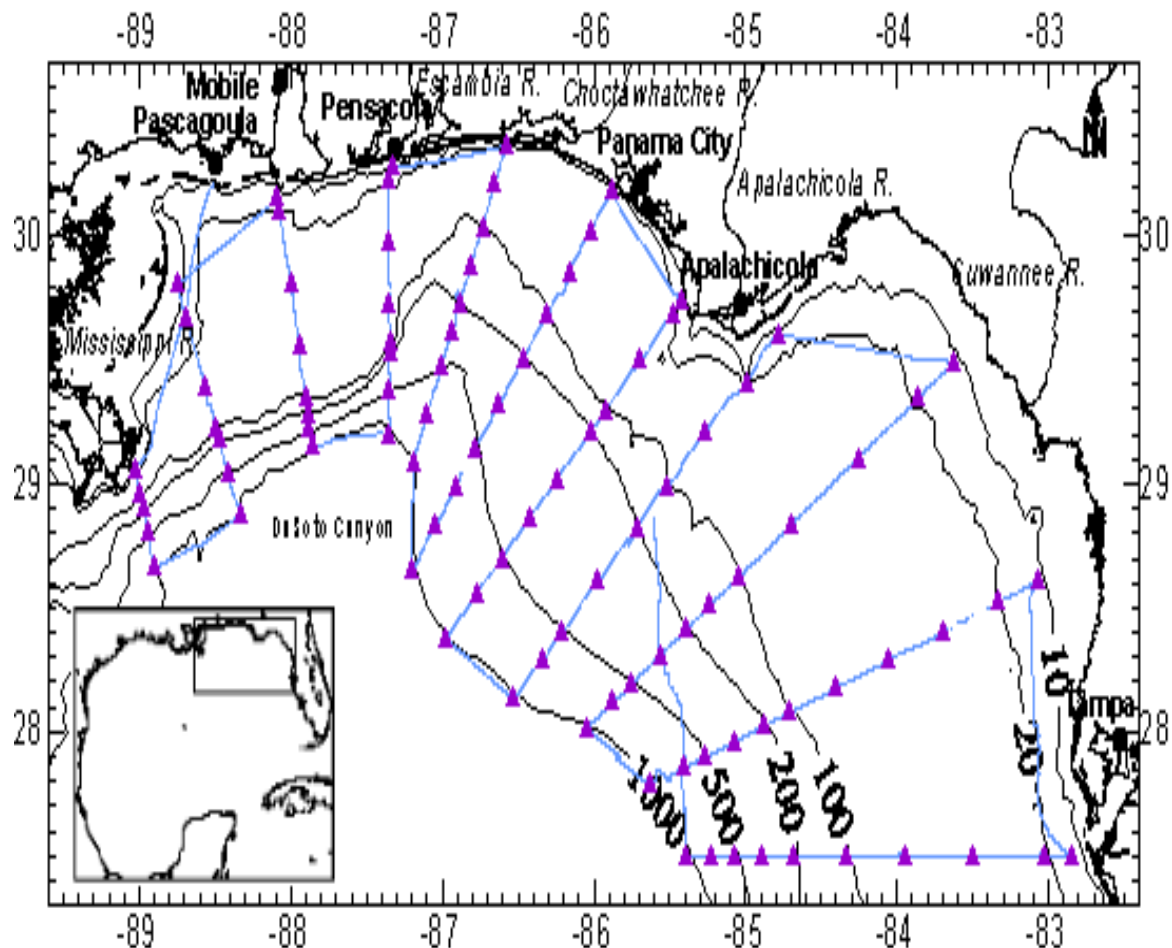 -89 -88 -87 -86 -85 -84 -83
Mobile
Pascagoula
Pensacola
Escambia R.
Choctawhatchee R.
Panama City
Apalachicola R.
Apalachicola
Suwannee R.
Mississippi R.
DeSoto Canyon
Tampa
N
30 30
29 29
28 28
10
20
100
200
500
1000
-89 -88 -87 -86 -85 -84 -83